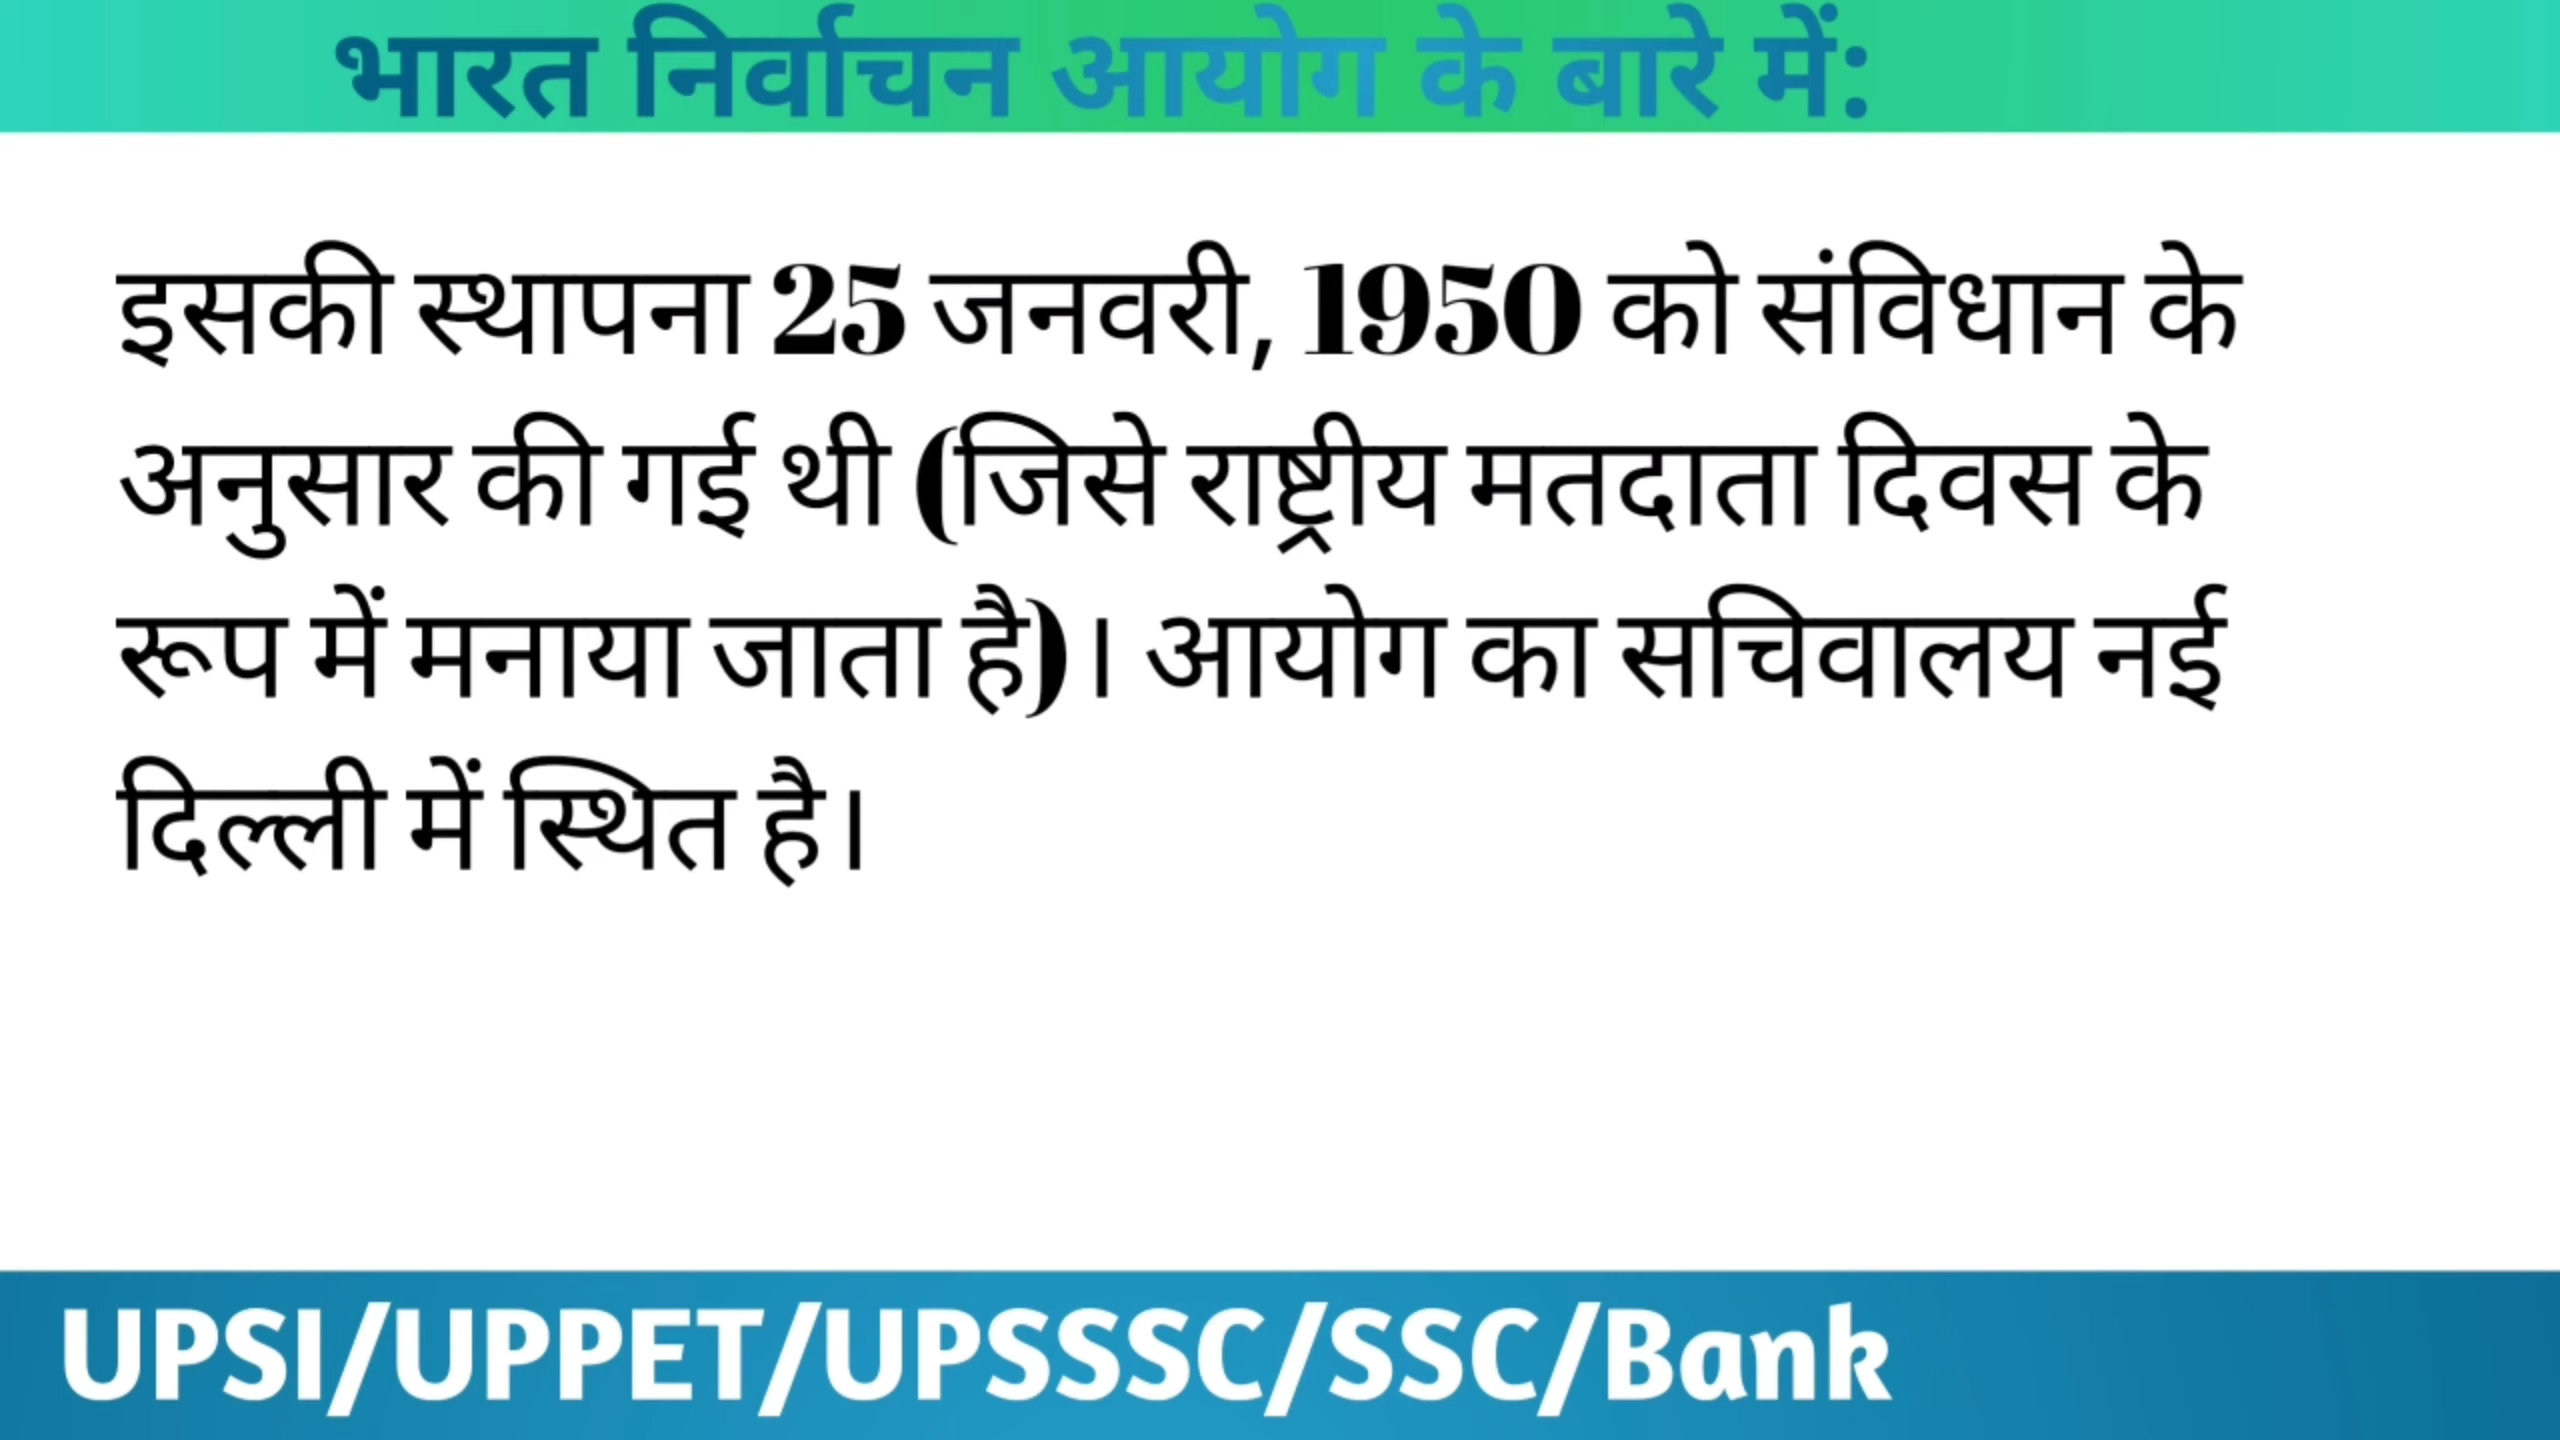 भारत निर्वाचन आयोग के बारे में:
इसकी स्थापना 25 जनवरी, 1950 को संविधान के
अनुसार की गई थी (जिसे राष्ट्रीय मतदाता दिवस के
रूप में मनाया जाता है)। आयोग का सचिवालय नई
दिल्ली में स्थित है।
UPSI/UPPET/UPSSSC/SSC/Bank